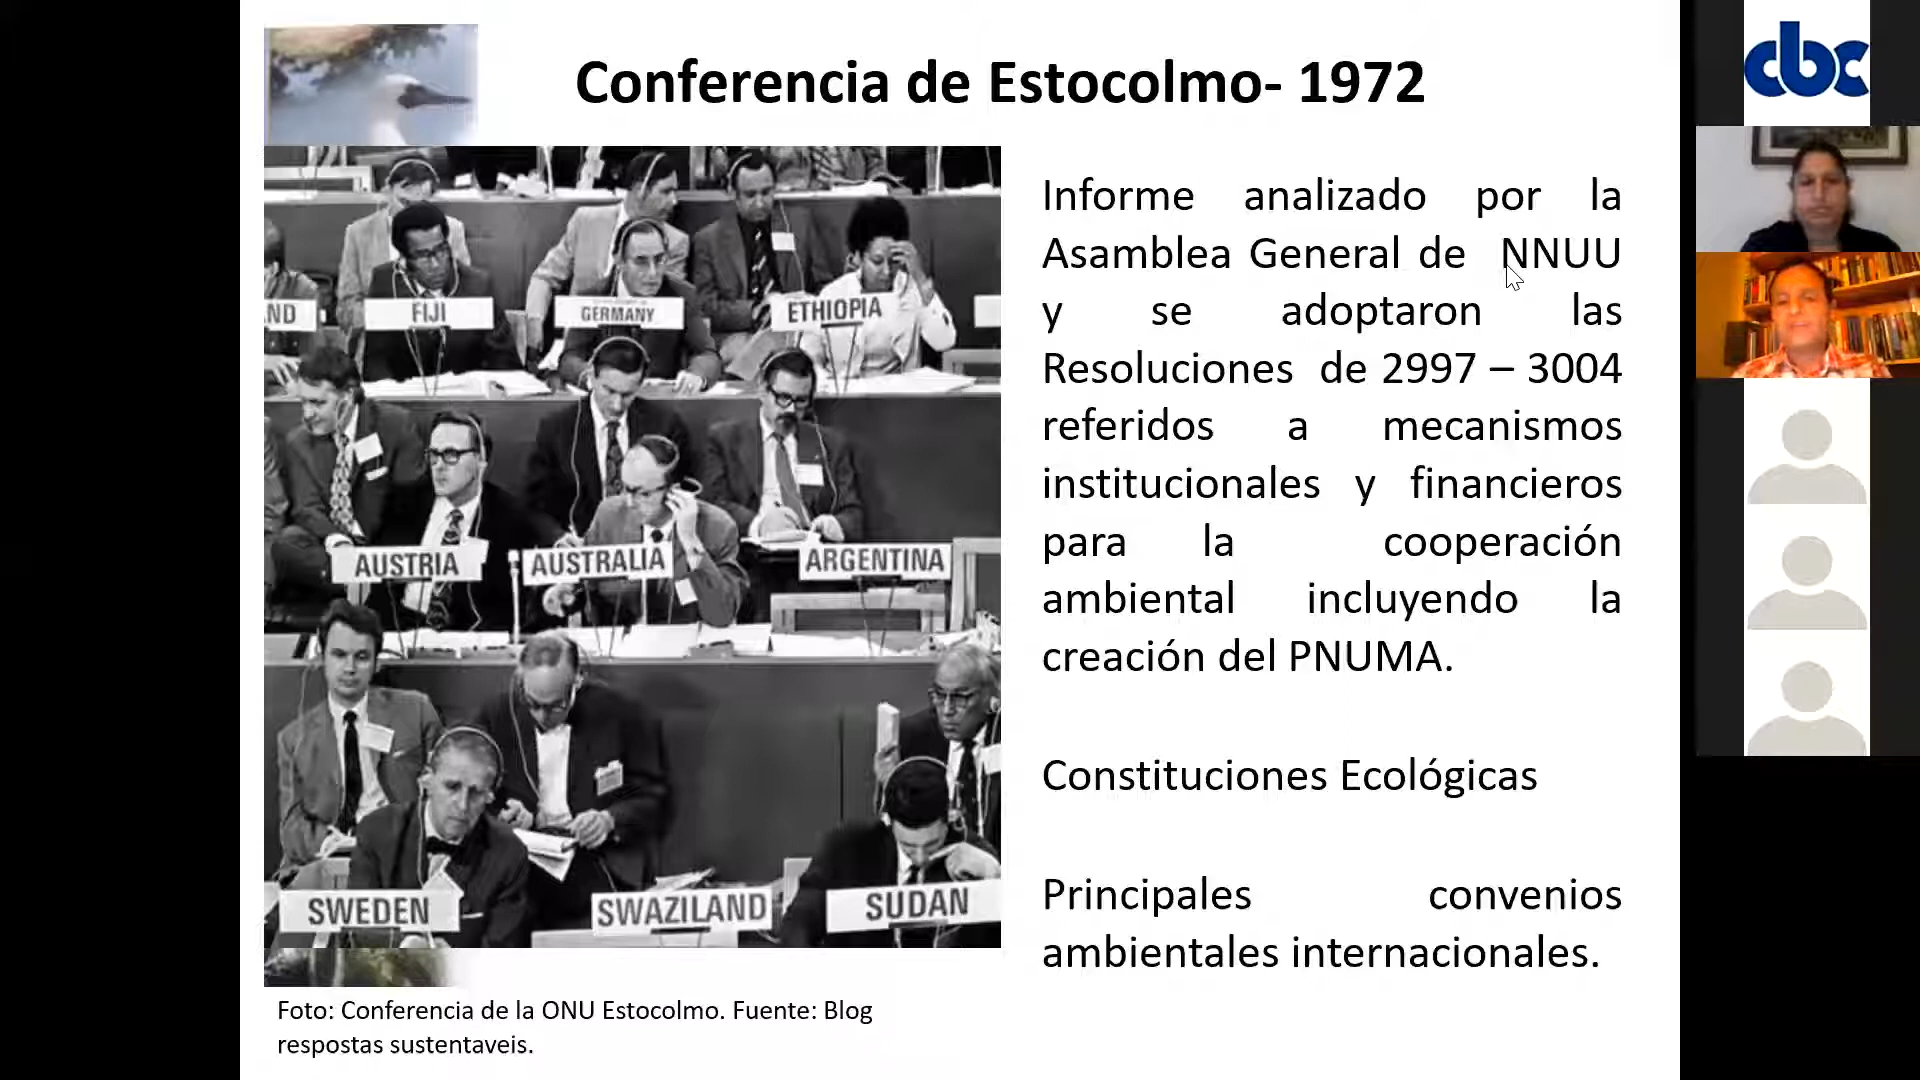 Conferencia de Estocolmo- 1972
cbc
Informe analizado por la
Asamblea General de NNUU
y se adoptaron las
Resoluciones de 2997 – 3004
referidos a mecanismos
institucionales y financieros
para la cooperación
ambiental incluyendo la
creación del PNUMA.
Constituciones Ecológicas
Principales convenios
ambientales internacionales.
ND
FIJI
GERMANY
ETHIOPIA
AUSTRIA
AUSTRALIA
ARGENTINA
SWEDEN
SWAZILAND
SUDAN
Foto: Conferencia de la ONU Estocolmo. Fuente: Blog
respostas sustentaveis.